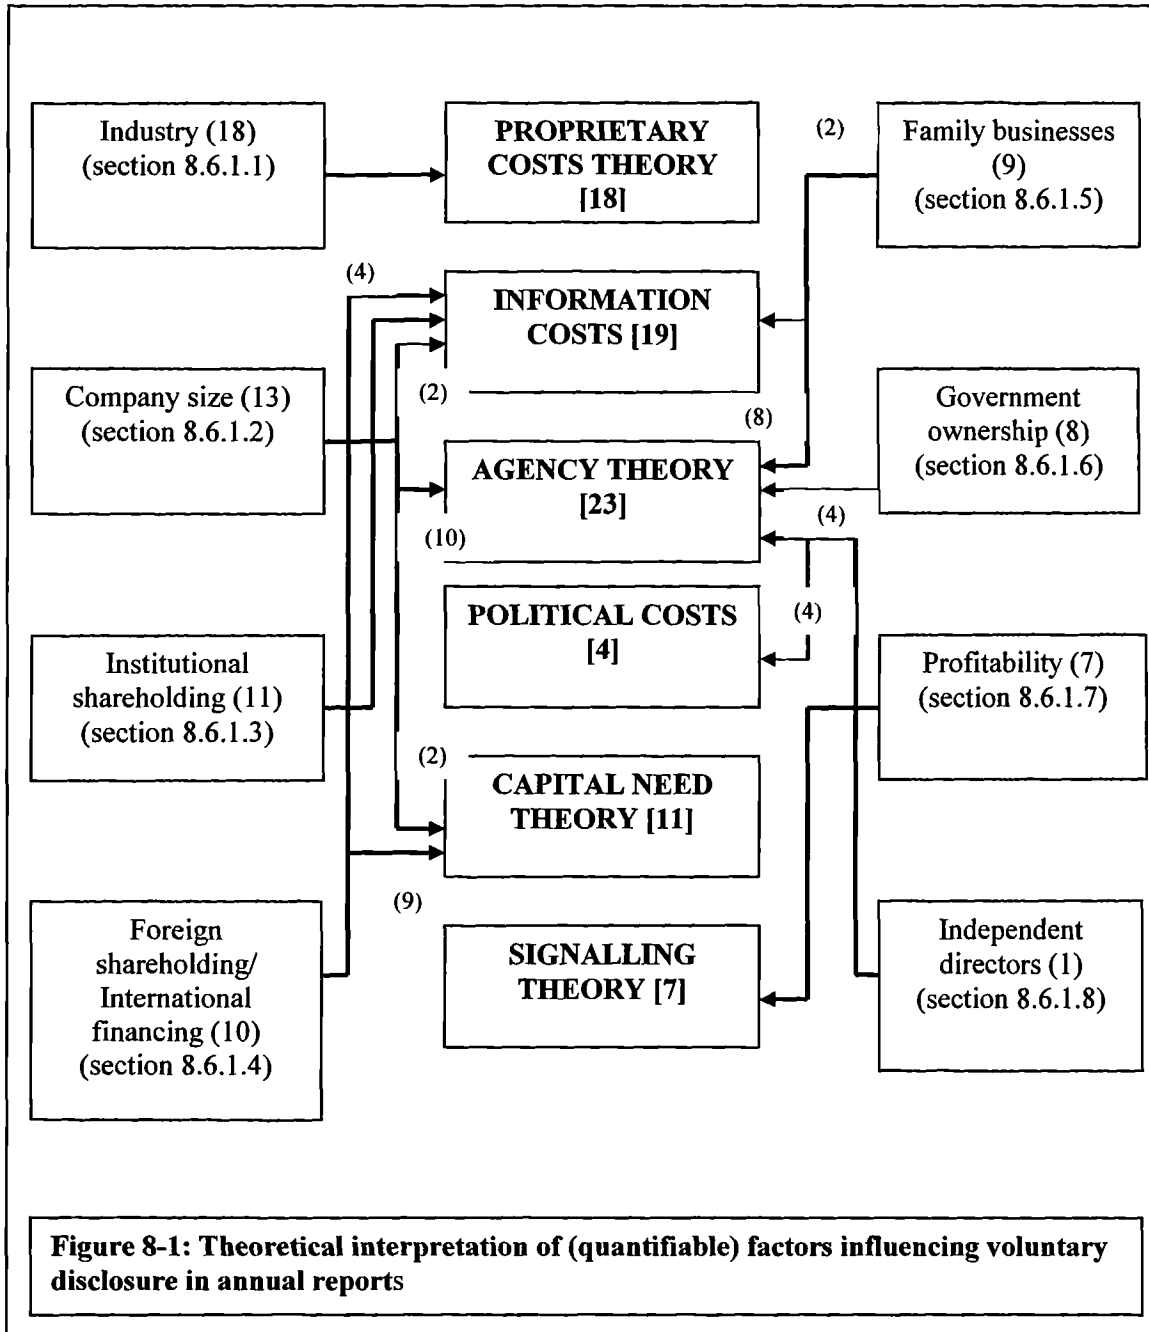 Industry (18)
(section 8.6.1.1)
PROPRIETARY
COSTS THEORY
[18]
(2)
Family businesses
(9)
(section 8.6.1.5)
(4)
INFORMATION
COSTS [19]
Company size (13)
(section 8.6.1.2)
(2)
(8)
Government
ownership (8)
(section 8.6.1.6)
AGENCY THEORY
[23]
(10)
(4)
POLITICAL COSTS
[4]
(4)
Institutional
shareholding (11)
(section 8.6.1.3)
Profitability (7)
(section 8.6.1.7)
(2)
CAPITAL NEED
THEORY [11]
(9)
Foreign
shareholding/
International
financing (10)
(section 8.6.1.4)
SIGNALLING
THEORY [7]
Independent
directors (1)
(section 8.6.1.8)
Figure 8-1: Theoretical interpretation of (quantifiable) factors influencing voluntary
disclosure in annual reports